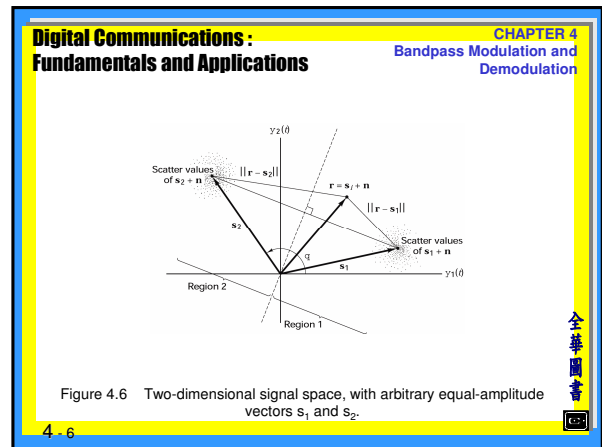 Digital Communications :
Fundamentals and Applications
CHAPTER 4
Bandpass Modulation and
Demodulation
y2(t)
Scatter values
of s2 + n
||r – s2||
r = si + n
||r – s1||
s2
Scatter values
of s1 + n
q
s1
y1(t)
Region 2
Region 1
Figure 4.6 Two-dimensional signal space, with arbitrary equal-amplitude
vectors s1 and s2.
全華圖書
4 - 6